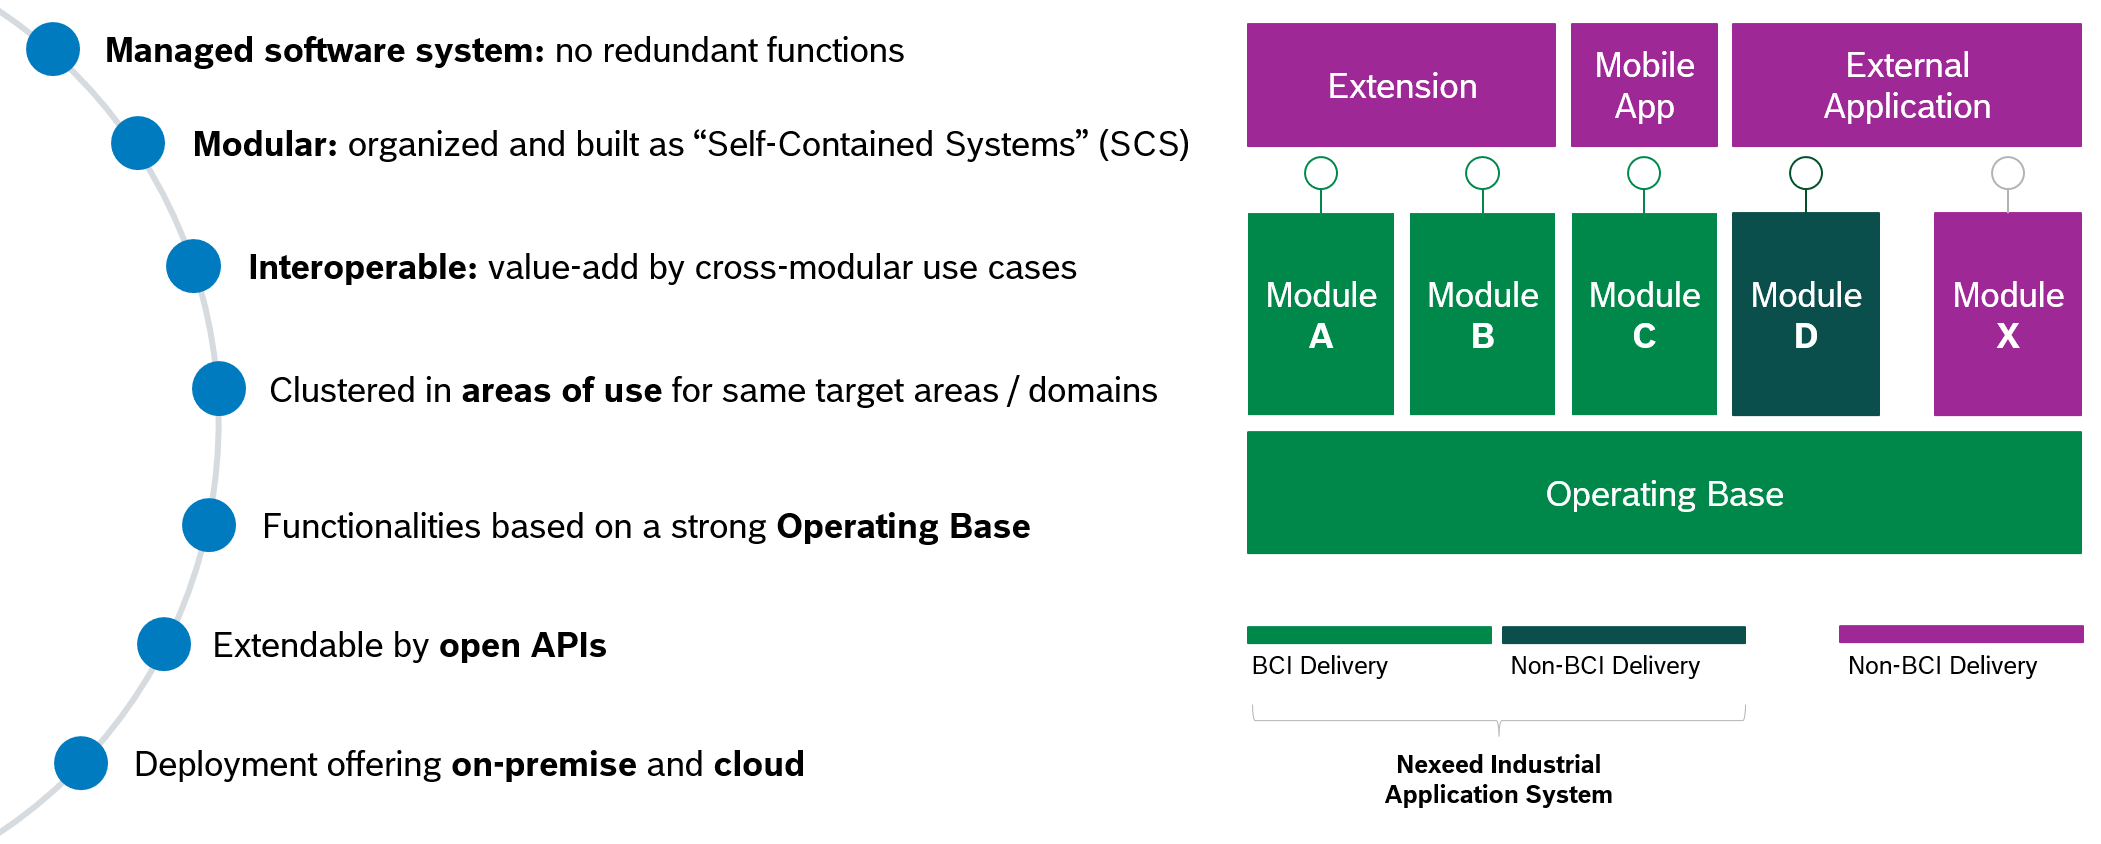 Managed software system: no redundant functions
Modular: organized and built as “Self-Contained Systems” (SCS)
Interoperable: value-add by cross-modular use cases
Clustered in areas of use for same target areas / domains
Functionalities based on a strong Operating Base
Extendable by open APIs
Deployment offering on-premise and cloud
Extension
Mobile
App
External
Application
Module
A
Module
B
Module
C
Module
D
Module
X
Operating Base
BCI Delivery
Non-BCI Delivery
Non-BCI Delivery
Nexeed Industrial
Application System